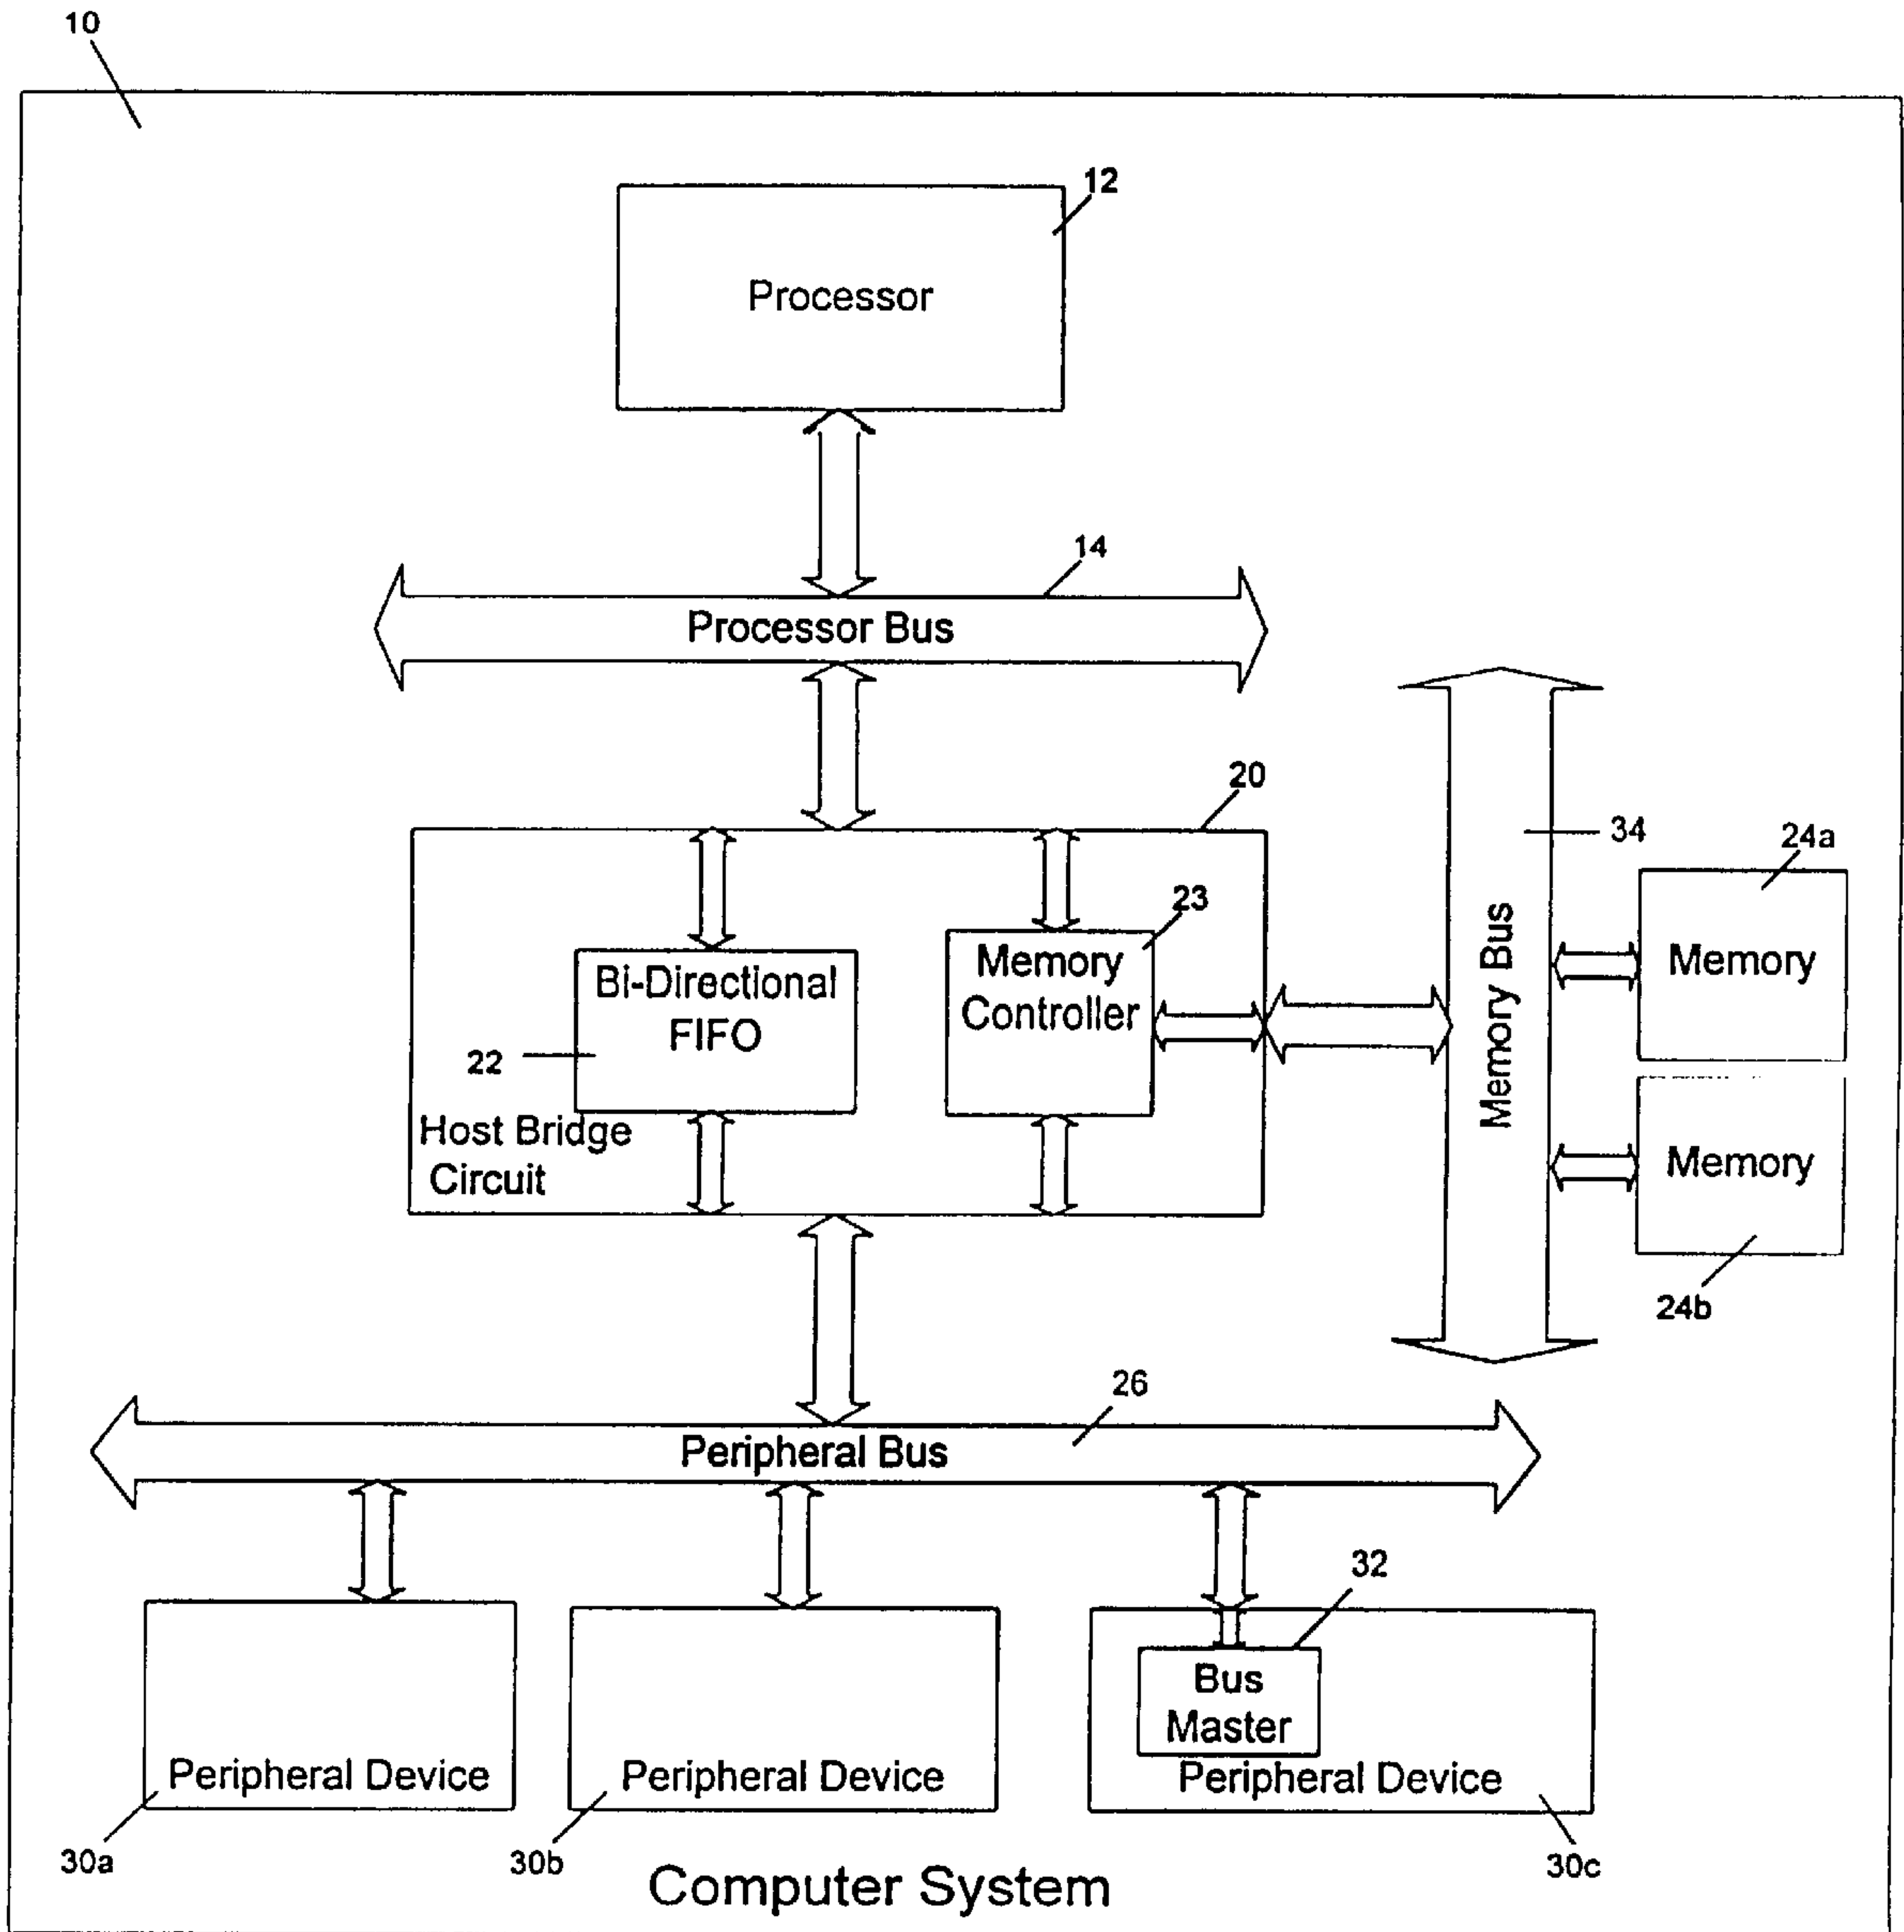 10
12
Processor
14
Processor Bus
20
34
24a
23
Memory
Controller
Bi-Directional
FIFO
22
Host Bridge
Circuit
Memory Bus
Memory
Memory
24b
26
Peripheral Bus
32
Bus
Master
Peripheral Device
Peripheral Device
Peripheral Device
30a
30b
30c
Computer System